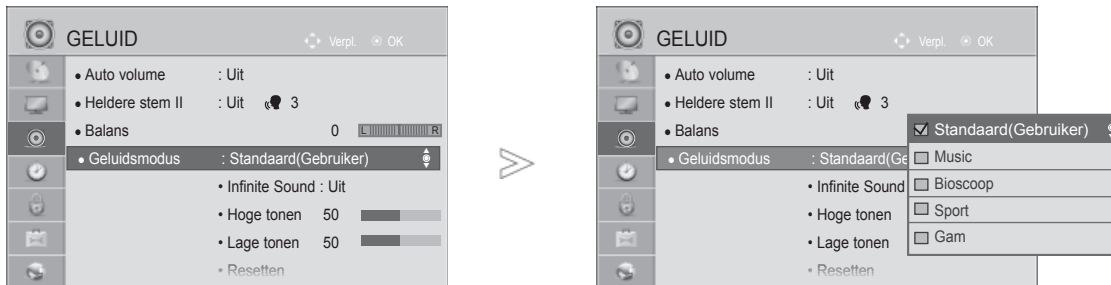 GELUID
Verpl. OK
• Auto volume : Uit
• Heldere stem II : Uit 3
• Balans 0 L R
• Geluidsmodus : Standaard(Gebruiker)
• Infinite Sound : Uit
• Hoge tonen 50
• Lage tonen 50
• Resetten
GELUID
Verpl. OK
• Auto volume : Uit
• Heldere stem II : Uit 3
• Balans
• Geluidsmodus : Standaard(Ge
• Infinite Sound
• Hoge tonen
• Lage tonen
• Resetten
Standaard(Gebruiker)
Music
Bioscoop
Sport
Gam